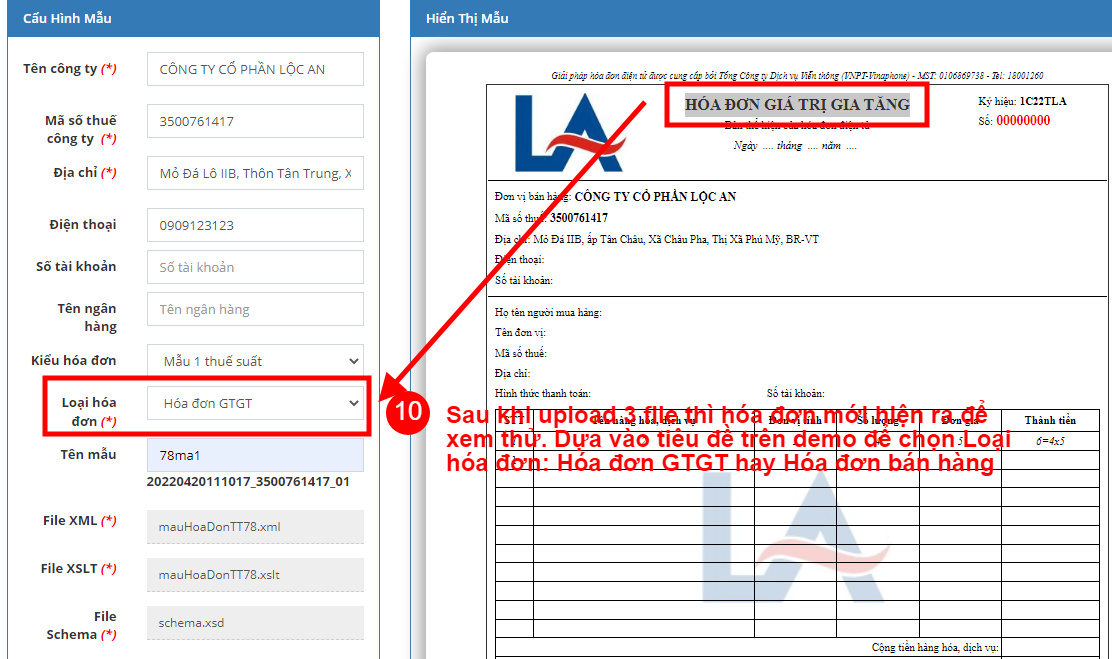 Cấu Hình Mẫu
Tên công ty (*)
CÔNG TY CỔ PHẦN LỘC AN
Mã số thuế
công ty (*)
3500761417
Địa chỉ (*)
Mỏ Đá Lô IIB, Thôn Tân Trung, X
Điện thoại
0909123123
Số tài khoản
Số tài khoản
Tên ngân
hàng
Tên ngân hàng
Kiểu hóa đơn
Mẫu 1 thuế suất
Loại hóa
đơn (*)
Hóa đơn GTGT
Tên mẫu
78ma1
20220420111017_3500761417_01
File XML (*)
mauHoaDonTT78.xml
File XSLT (*)
mauHoaDonTT78.xslt
File
Schema (*)
schema.xsd
Hiển Thị Mẫu
Giải pháp hóa đơn điện tử được cung cấp bởi Tổng Công ty Dịch vụ Viễn thông (VNPT-Vinaphone) - MST: 0106869738 - Tel: 18001260
LA
HÓA ĐƠN GIÁ TRỊ GIA TĂNG
Bản thể hiện của hóa đơn điện tử
Ngày .... tháng .... năm ....
Ký hiệu: 1C22TLA
Số: 00000000
Đơn vị bán hàng: CÔNG TY CỔ PHẦN LỘC AN
Mã số thuế: 3500761417
Địa chỉ: Mỏ Đá IIB, ấp Tân Châu, Xã Châu Pha, Thị Xã Phú Mỹ, BR-VT
Điện thoại:
Số tài khoản:
Họ tên người mua hàng:
Tên đơn vị:
Mã số thuế:
Địa chỉ:
Hình thức thanh toán:
Số tài khoản:
STT
Tên hàng hóa, dịch vụ
Đơn vị tính
Số lượng
Đơn giá
Thành tiền
4
5
6=4x5
10
Sau khi upload 3 file thì hóa đơn mới hiện ra để
xem thử. Dựa vào tiêu đề trên demo để chọn Loại
hóa đơn: Hóa đơn GTGT hay Hóa đơn bán hàng
LA
Cộng tiền hàng hóa, dịch vụ: